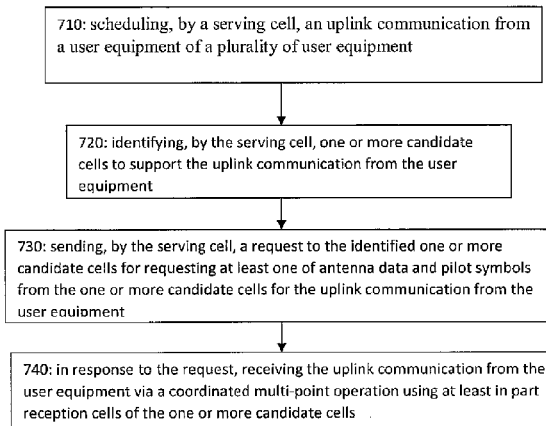 710: scheduling, by a serving cell, an uplink communication from
a user equipment of a plurality of user equipment
720: identifying, by the serving cell, one or more candidate
cells to support the uplink communication from the user
equipment
730: sending, by the serving cell, a request to the identified one or more
candidate cells for requesting at least one of antenna data and pilot symbols
from the one or more candidate cells for the uplink communication from the
user equipment
740: in response to the request, receiving the uplink communication from the
user equipment via a coordinated multi-point operation using at least in part
reception cells of the one or more candidate cells